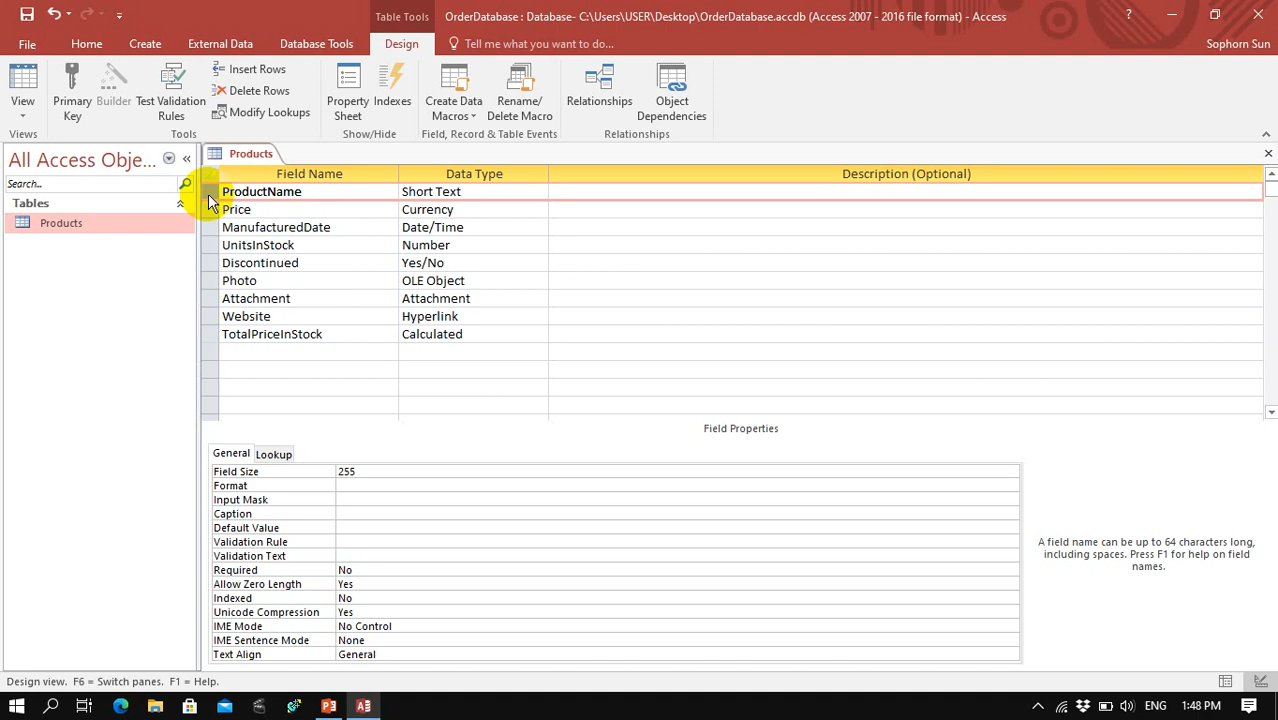 Table Tools
OrderDatabase : Database- C:\Users\USER\Desktop\OrderDatabase.accdb (Access 2007 - 2016 file format) - Access
?
File
Home
Create
External Data
Database Tools
Design
Tell me what you want to do...
Sophorn Sun
View
Primary Key
Builder
Test Validation Rules
Insert Rows
Delete Rows
Modify Lookups
Property Sheet
Indexes
Create Data Macros
Rename/ Delete Macro
Relationships
Object Dependencies
Views
Tools
Show/Hide
Field, Record & Table Events
Relationships
All Access Obje...
Search...
Tables
Products
Products
Field Name Data Type Description (Optional)
ProductName Short Text
Price Currency
ManufacturedDate Date/Time
UnitsInStock Number
Discontinued Yes/No
Photo OLE Object
Attachment Attachment
Website Hyperlink
TotalPriceInStock Calculated
Field Properties
General Lookup
Field Size 255
Format
Input Mask
Caption
Default Value
Validation Rule
Validation Text
Required No
Allow Zero Length Yes
Indexed No
Unicode Compression Yes
IME Mode No Control
IME Sentence Mode None
Text Align General
A field name can be up to 64 characters long,
including spaces. Press F1 for help on field
names.
Design view. F6 = Switch panes. F1 = Help.
ENG
1:48 PM